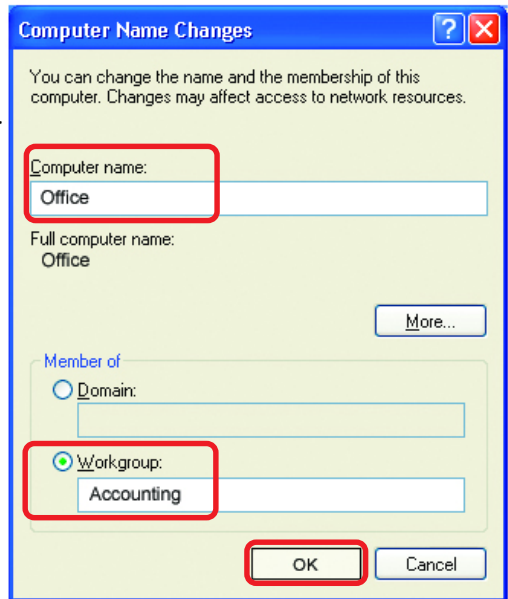 Computer Name Changes
?
You can change the name and the membership of this
computer. Changes may affect access to network resources.
Computer name:
Office
Full computer name:
Office
More...
Member of
Domain:
Workgroup:
Accounting
OK Cancel